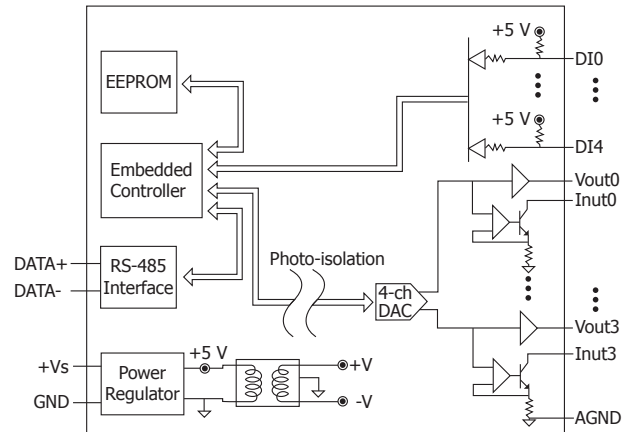 +5 V
DI0
EEPROM
+5 V
DI4
Embedded
Controller
Vout0
Inut0
Photo-isolation
DATA+
DATA-
RS-485
Interface
4-ch
DAC
Vout3
Inut3
+Vs
GND
Power
Regulator
+5 V
+V
-V
AGND